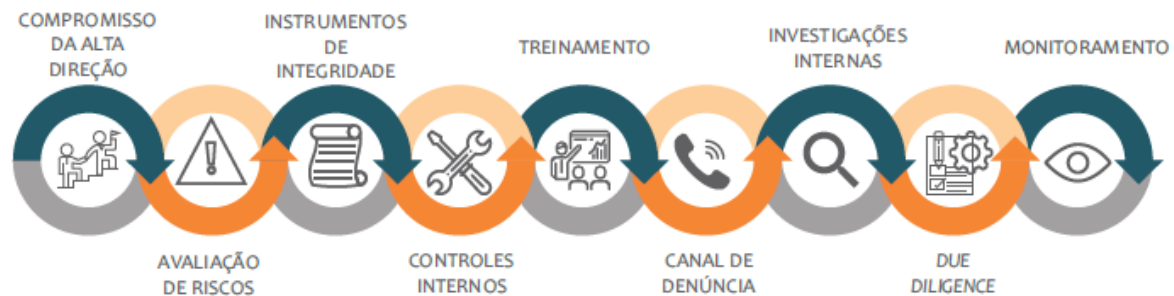 COMPROMISSO
DA ALTA
DIREÇÃO
AVALIAÇÃO
DE RISCOS
INSTRUMENTOS
DE
INTEGRIDADE
CONTROLES
INTERNOS
TREINAMENTO
CANAL DE
DENÚNCIA
INVESTIGAÇÕES
INTERNAS
DUE
DILIGENCE
MONITORAMENTO